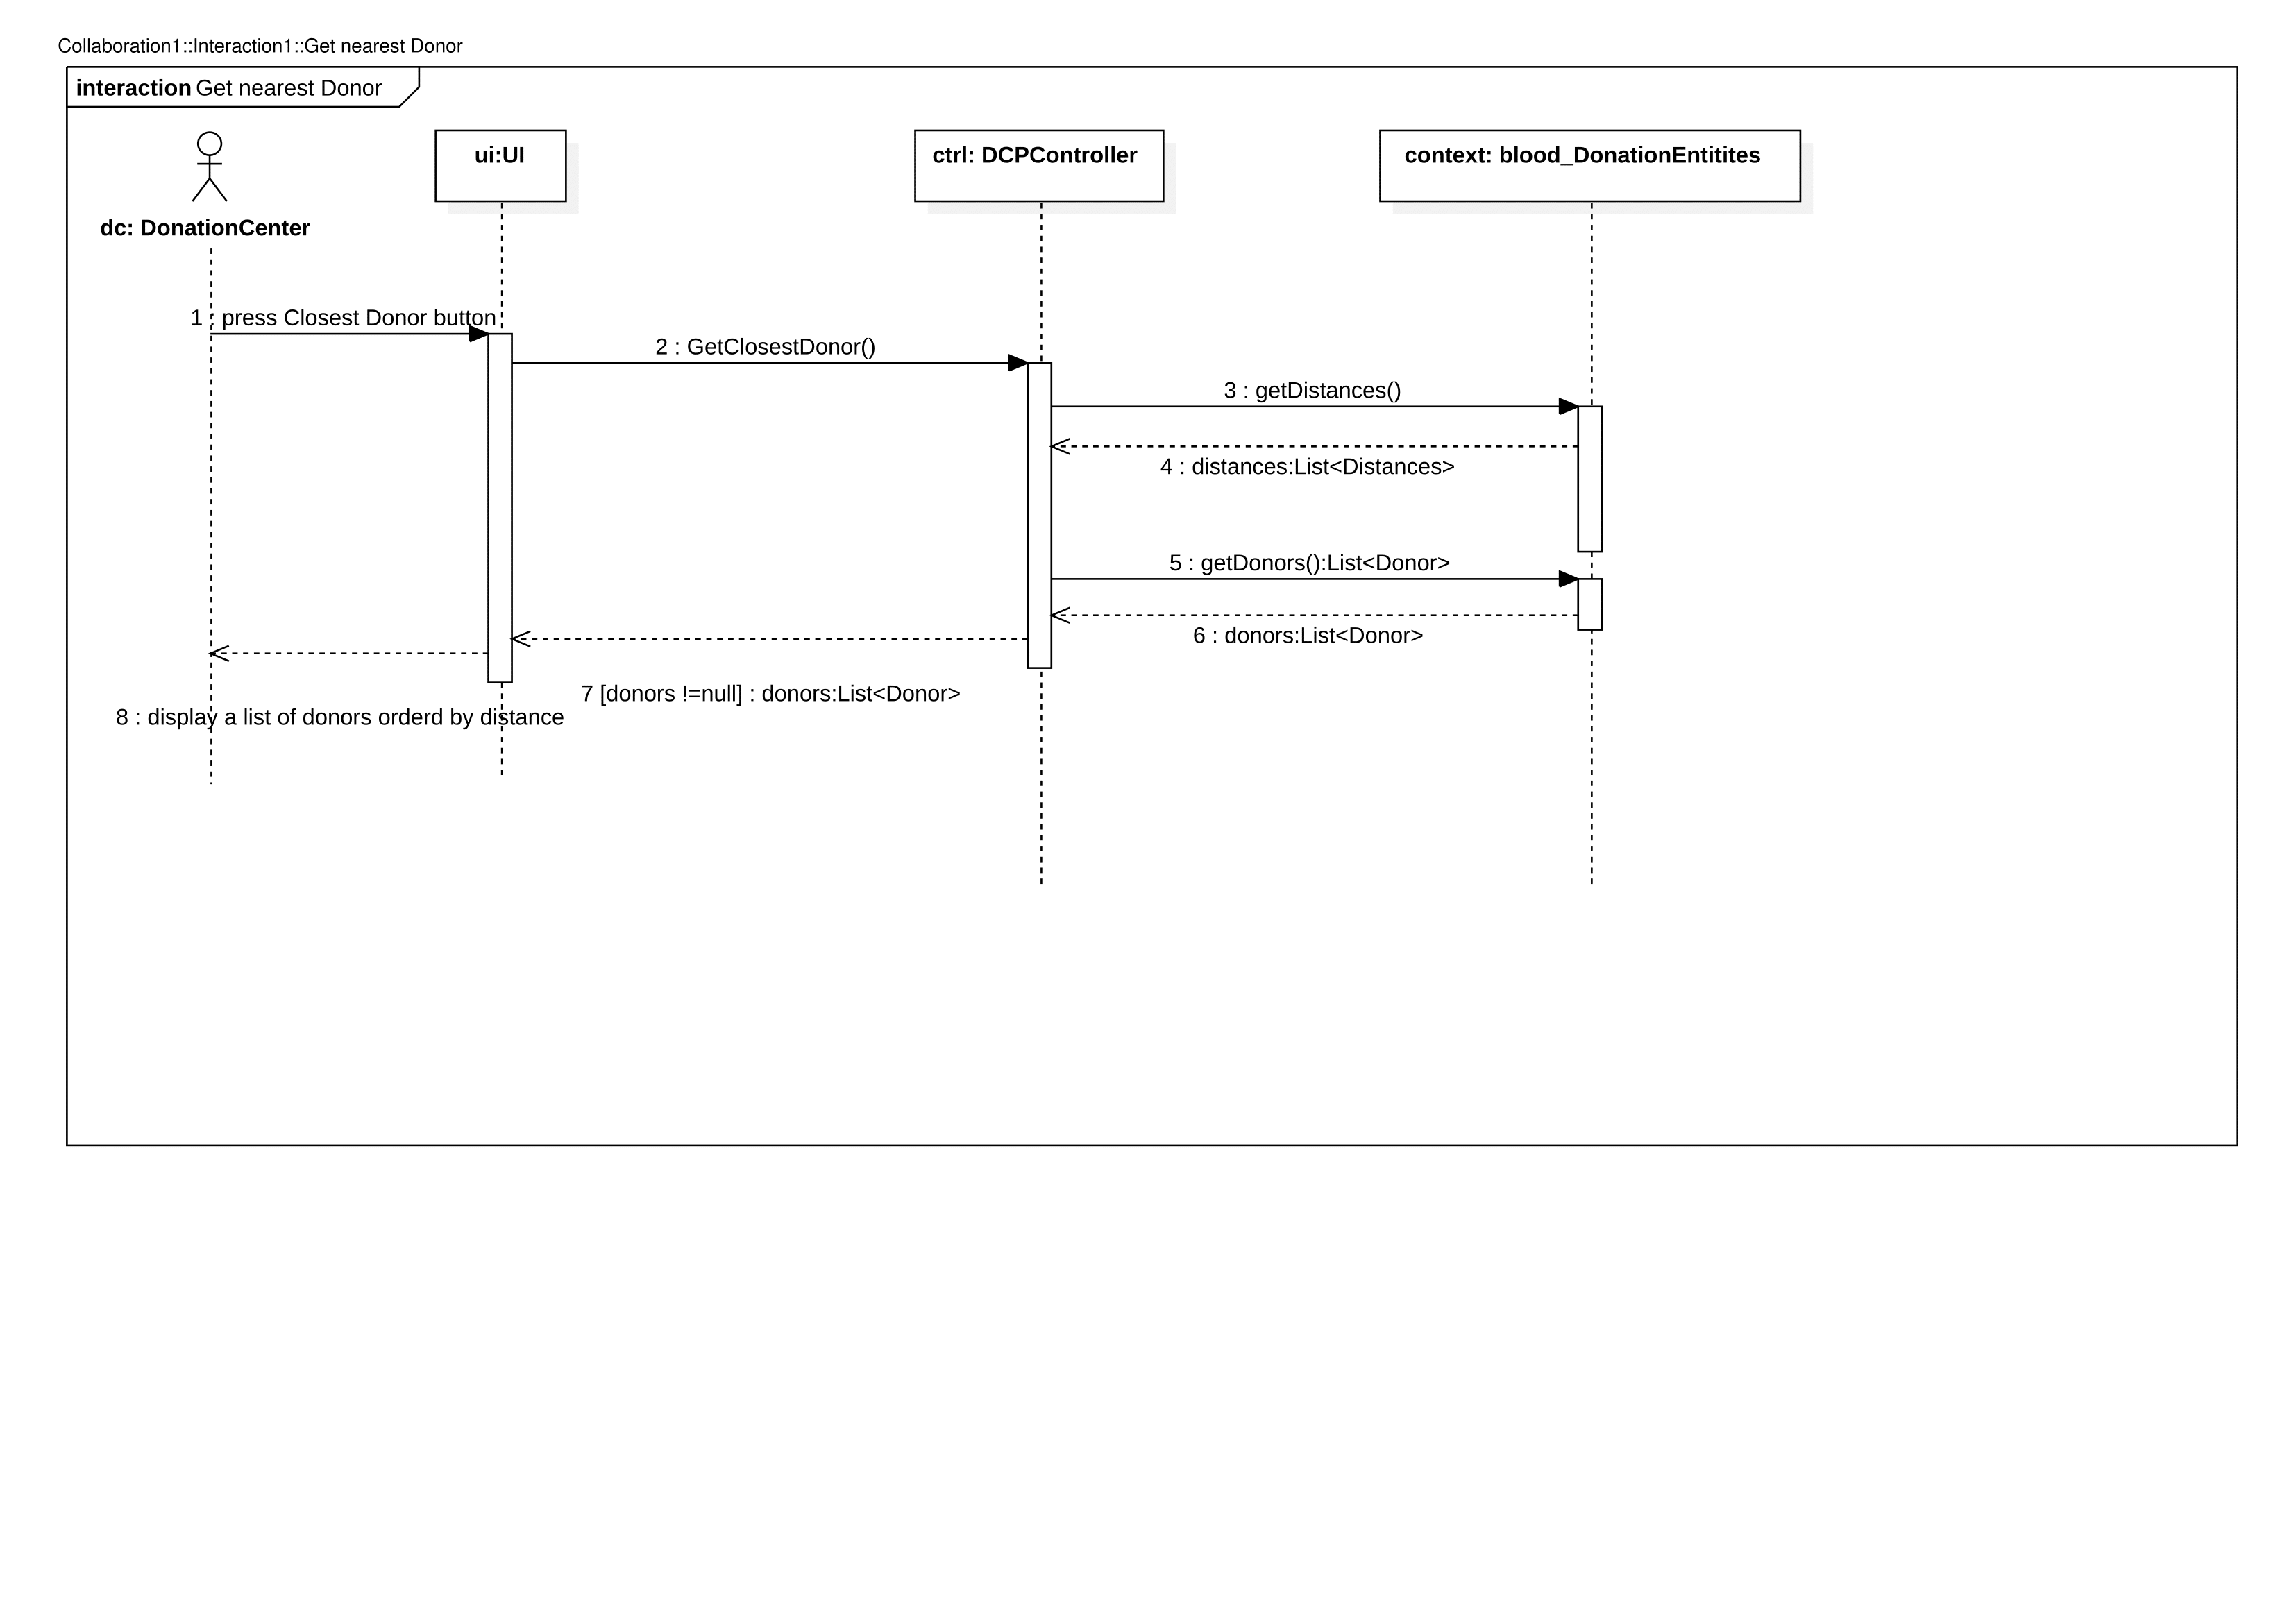 Collaboration1::Interaction1::Get nearest Donor
interaction Get nearest Donor
ui:UI
ctrl: DCPController
context: blood_DonationEntitites
dc: DonationCenter
1 : press Closest Donor button
2 : GetClosestDonor()
3 : getDistances()
4 : distances:List<Distances>
5 : getDonors():List<Donor>
6 : donors:List<Donor>
7 [donors !=null] : donors:List<Donor>
8 : display a list of donors orderd by distance